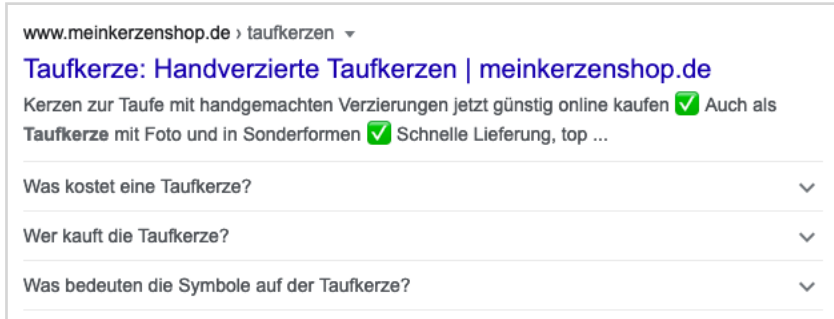 www.meinkerzenshop.de › taufkerzen
Taufkerze: Handverzierte Taufkerzen | meinkerzenshop.de
Kerzen zur Taufe mit handgemachten Verzierungen jetzt günstig online kaufen ✅ Auch als
Taufkerze mit Foto und in Sonderformen ✅ Schnelle Lieferung, top ...
Was kostet eine Taufkerze?
Wer kauft die Taufkerze?
Was bedeuten die Symbole auf der Taufkerze?